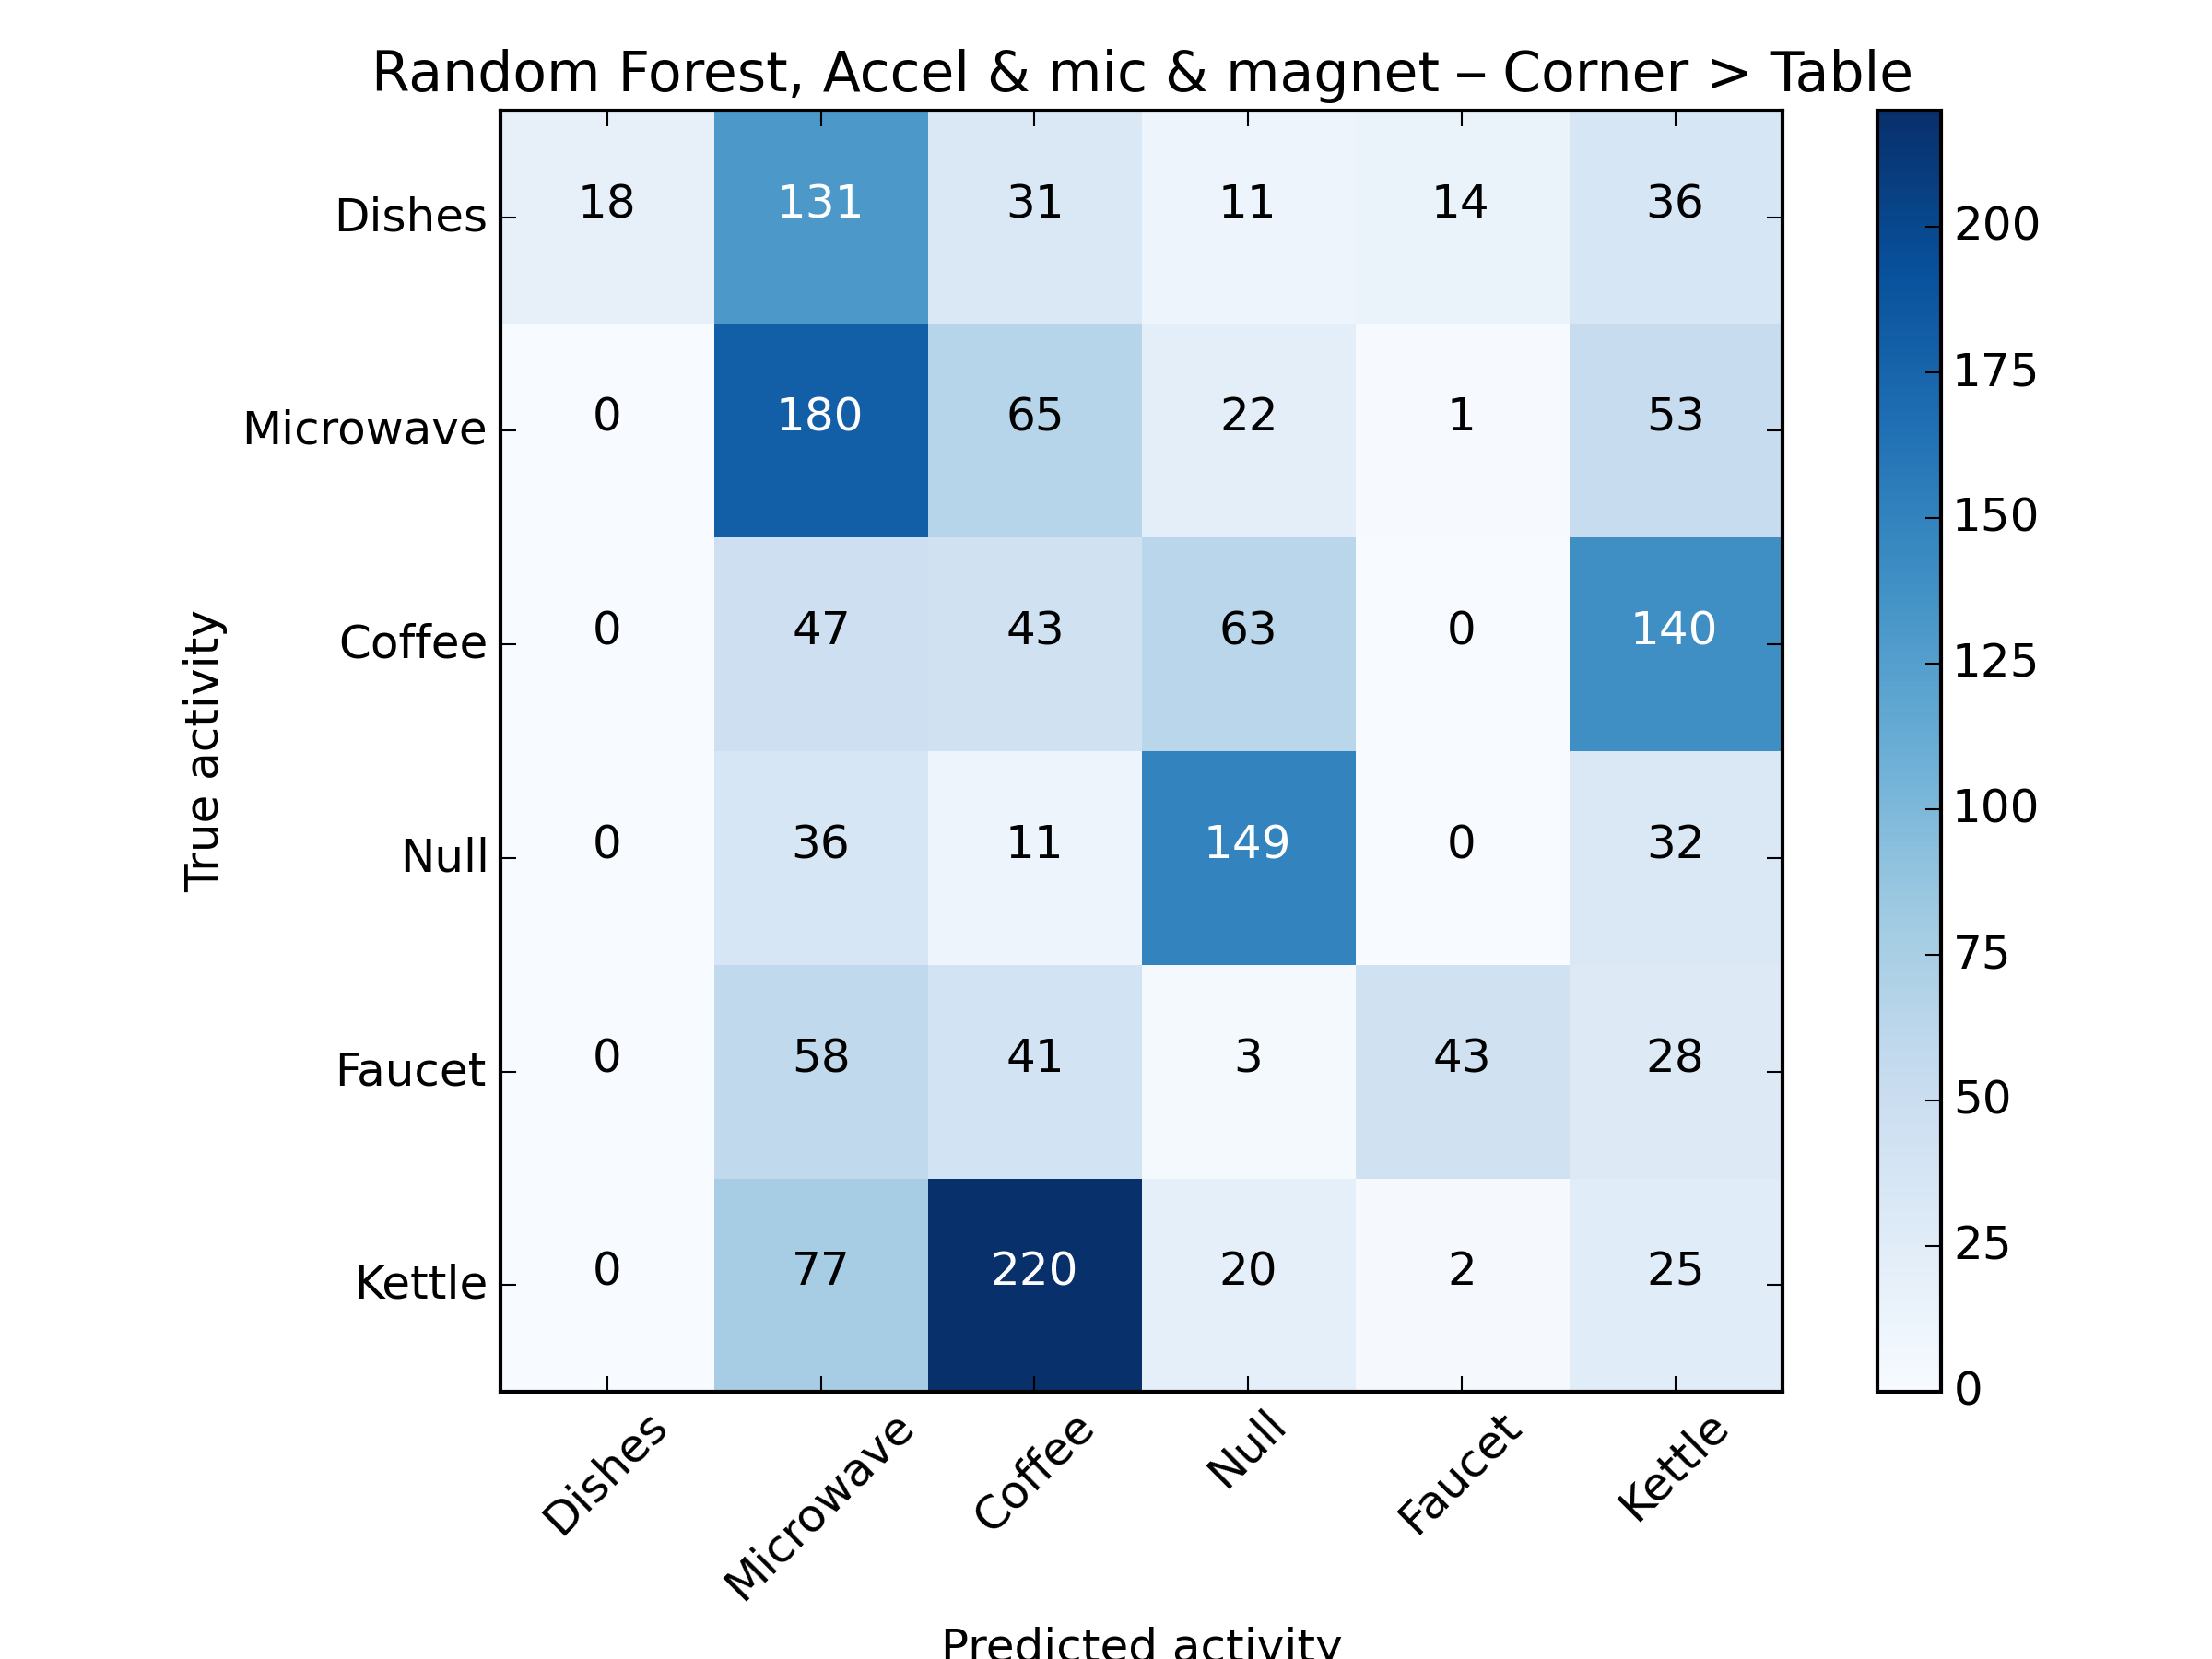 Random Forest, Accel & mic & magnet – Corner > Table
Dishes 18 131 31 11 14 36
Microwave 0 180 65 22 1 53
Coffee 0 47 43 63 0 140
Null 0 36 11 149 0 32
Faucet 0 58 41 3 43 28
Kettle 0 77 220 20 2 25
True activity
Dishes Microwave Coffee Null Faucet Kettle
Predicted activity
200
175
150
125
100
75
50
25
0